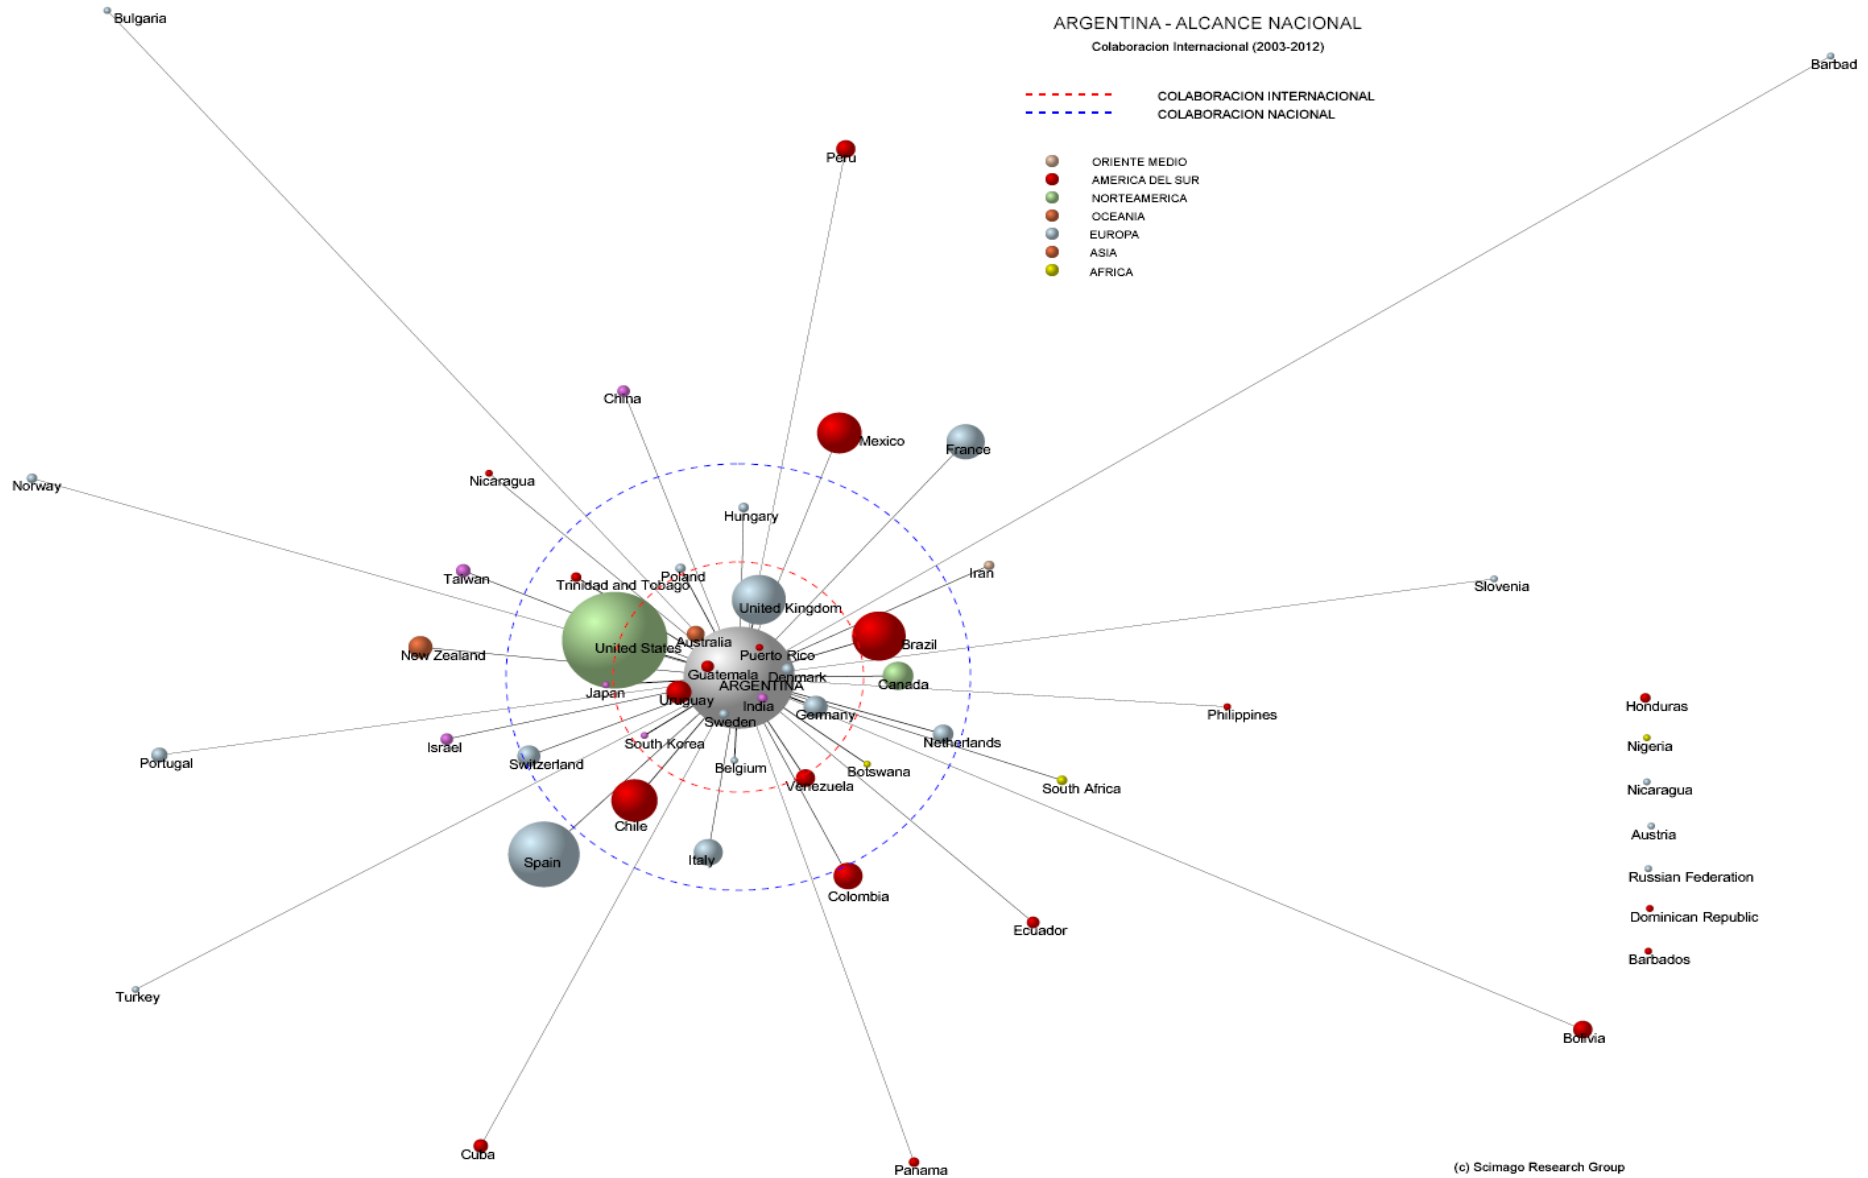 Bulgaria
ARGENTINA - ALCANCE NACIONAL
Colaboracion Internacional (2003-2012)
Barbad
COLABORACION INTERNACIONAL
COLABORACION NACIONAL
Peru
ORIENTE MEDIO
AMERICA DEL SUR
NORTEAMERICA
OCEANIA
EUROPA
ASIA
AFRICA
China
Mexico
France
Nicaragua
Norway
Hungary
Taiwan
Poland
Iran
Trinidad and Tobago
Slovenia
United Kingdom
Australia
Brazil
United States
New Zealand
Puerto Rico
Guatemala
Denmark
Canada
ARGENTINA
Japan
Uruguay
India
Germany
Philippines
Honduras
Sweden
South Korea
Netherlands
Israel
Nigeria
Portugal
Switzerland
Belgium
Botswana
Venezuela
South Africa
Nicaragua
Chile
Austria
Spain
Italy
Russian Federation
Colombia
Dominican Republic
Ecuador
Barbados
Turkey
Bolivia
Cuba
Panama
(c) Scimago Research Group